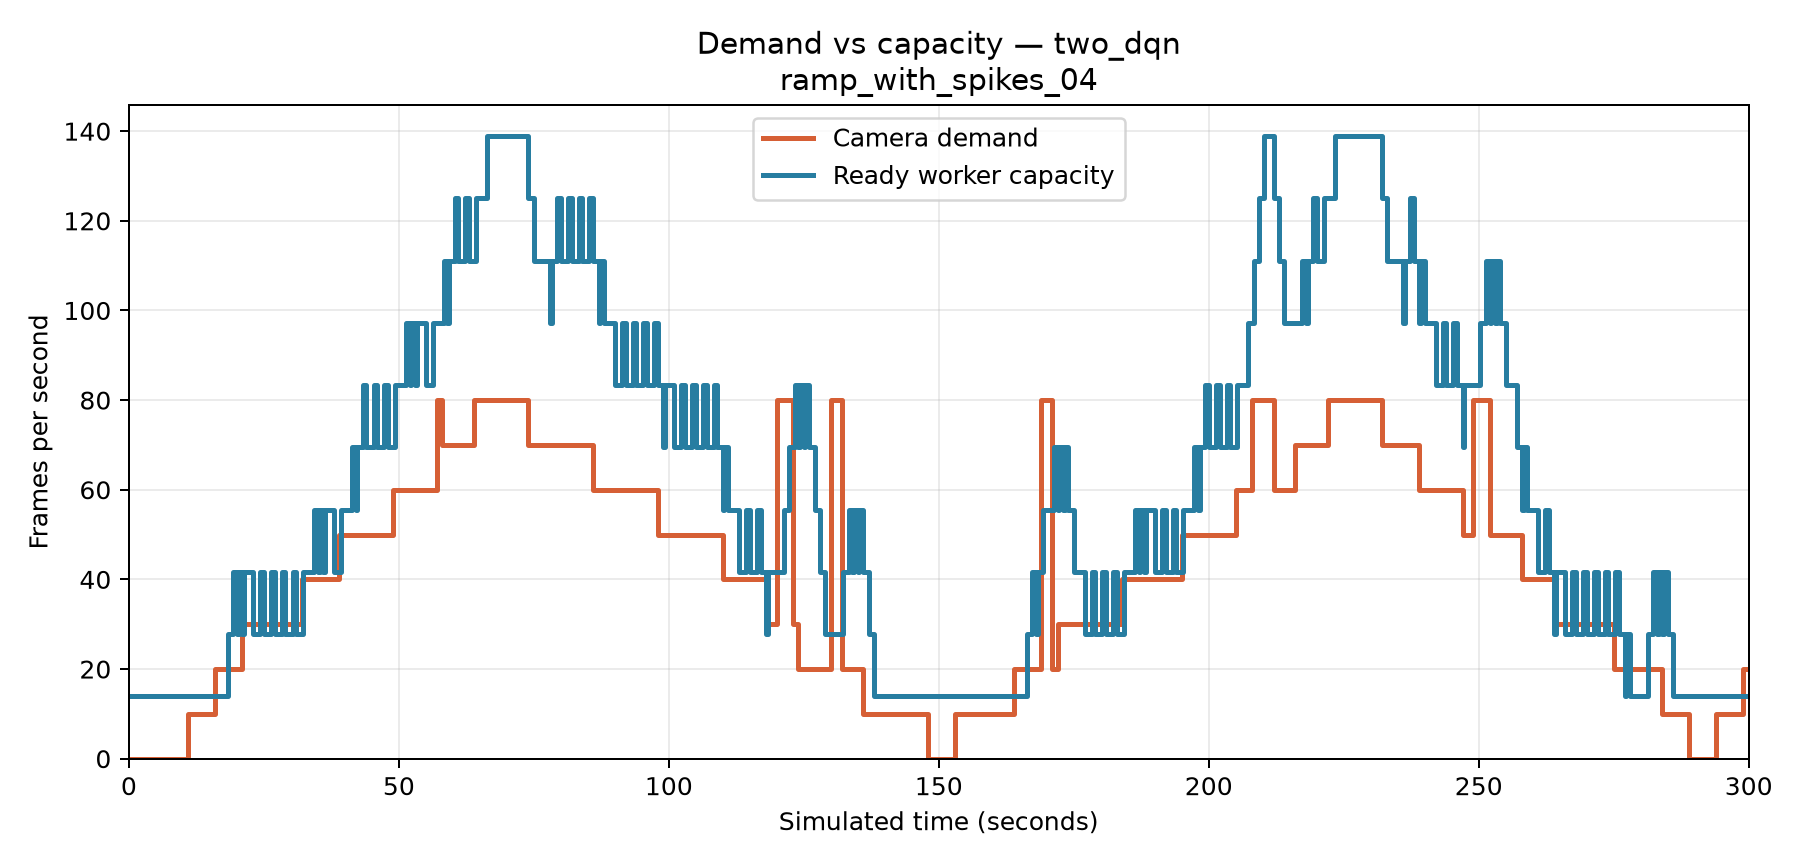 Demand vs capacity — two_dqn
ramp_with_spikes_04
Camera demand
Ready worker capacity
Frames per second
140
120
100
80
60
40
20
0
0 50 100 150 200 250 300
Simulated time (seconds)